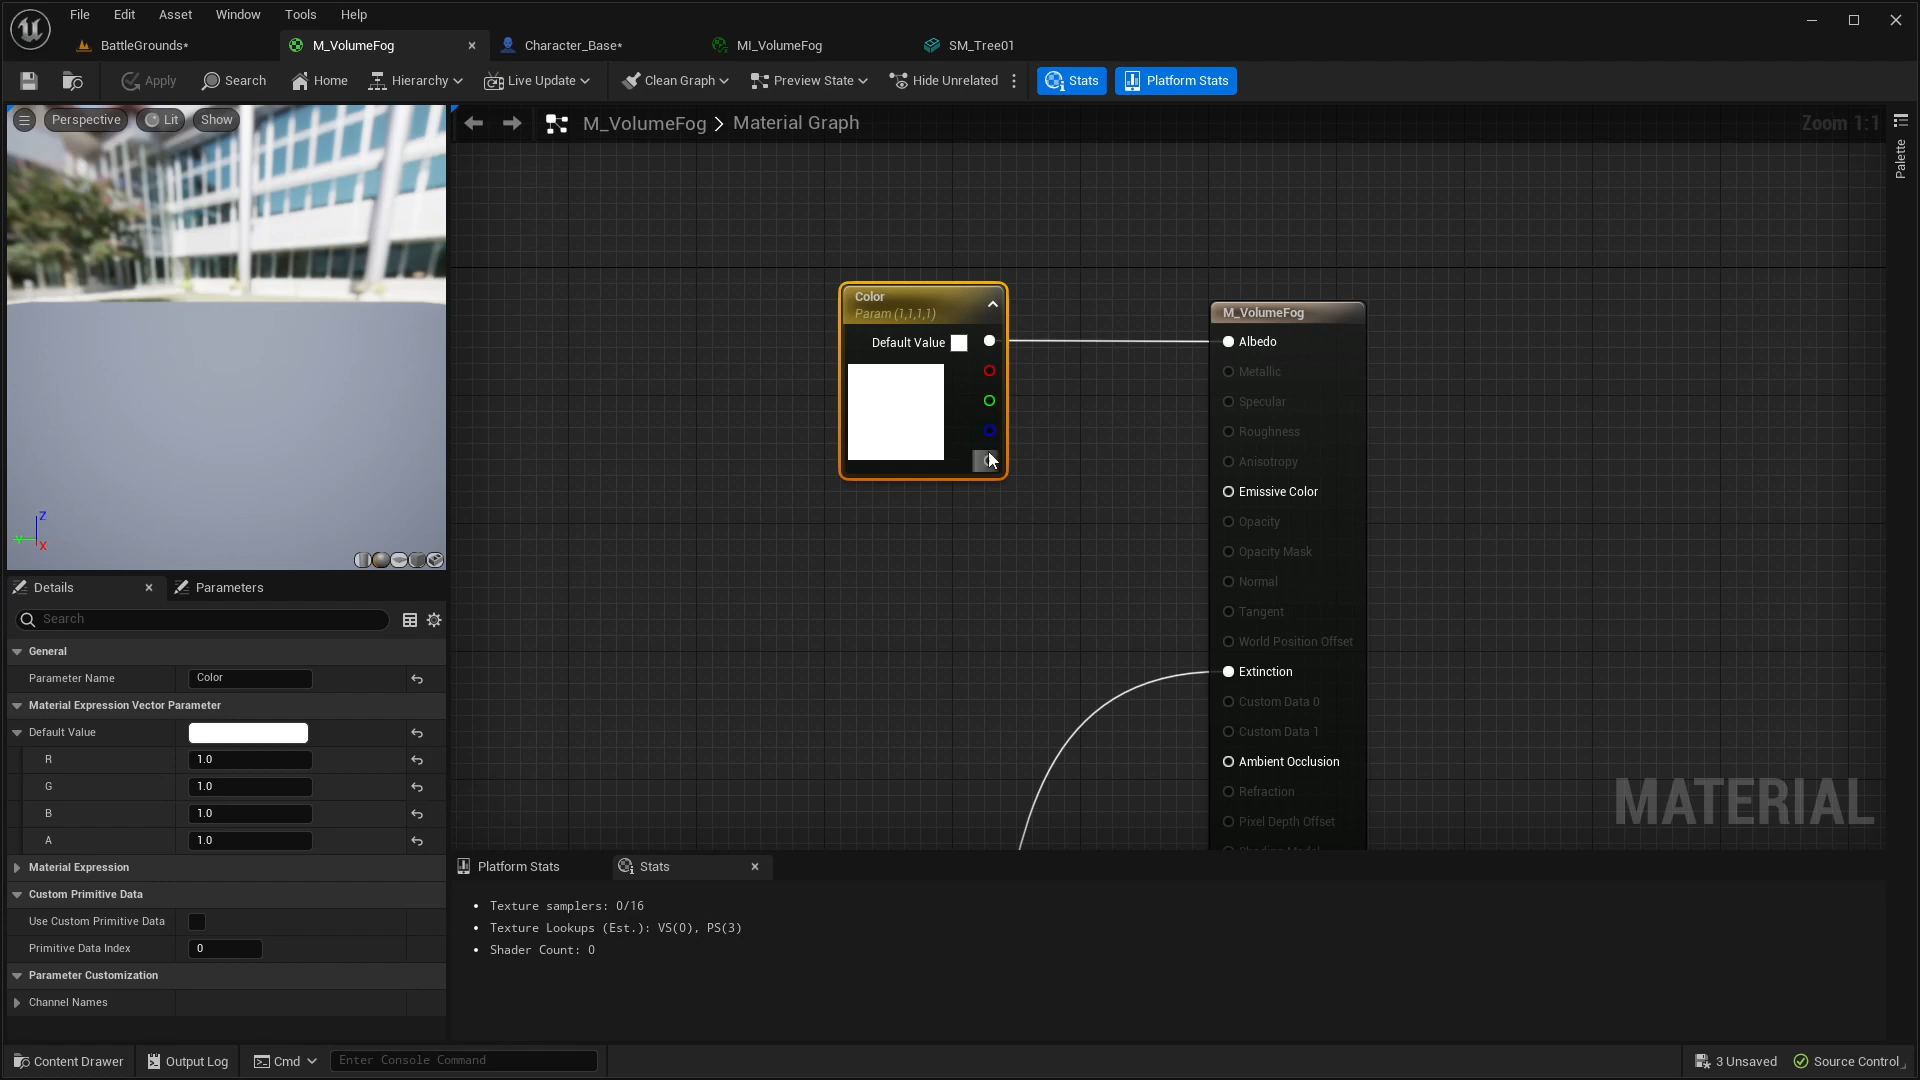 File Edit Asset Window Tools Help
BattleGrounds* M_VolumeFog Character_Base* MI_VolumeFog SM_Tree01
Apply Search Home Hierarchy Live Update Clean Graph Preview State Hide Unrelated Stats Platform Stats
Perspective Lit Show
M_VolumeFog > Material Graph Zoom 1:1
Palette
Color
Param (1,1,1,1)
Default Value
M_VolumeFog
Albedo
Metallic
Specular
Roughness
Anisotropy
Emissive Color
Opacity
Opacity Mask
Normal
Tangent
World Position Offset
Extinction
Custom Data 0
Custom Data 1
Ambient Occlusion
Refraction
Pixel Depth Offset
MATERIAL
Z
Y
X
Details Parameters
Search
General
Parameter Name Color
Material Expression Vector Parameter
Default Value
R 1.0
G 1.0
B 1.0
A 1.0
Material Expression
Custom Primitive Data
Use Custom Primitive Data
Primitive Data Index 0
Parameter Customization
Channel Names
Platform Stats Stats
• Texture samplers: 0/16
• Texture Lookups (Est.): VS(0), PS(3)
• Shader Count: 0
Content Drawer Output Log Cmd Enter Console Command 3 Unsaved Source Control